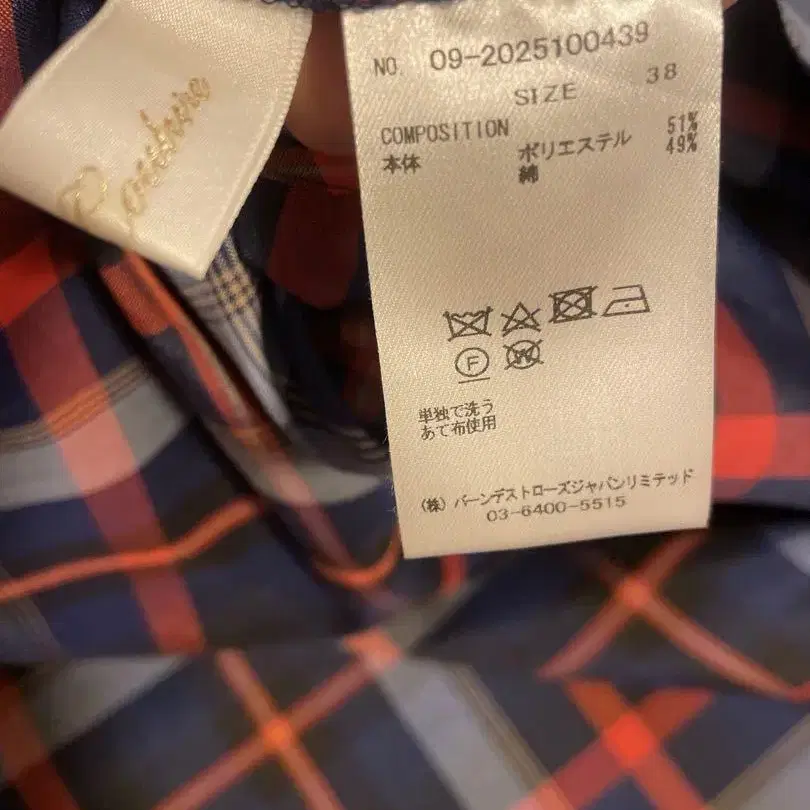 Couture
NO. 09-2025100439
SIZE 38
COMPOSITION
本体 ポリエステル 51%
綿 49%
F
W
単独で洗う
あて布使用
(株) バーンデストローズジャパンリミテッド
03-6400-5515